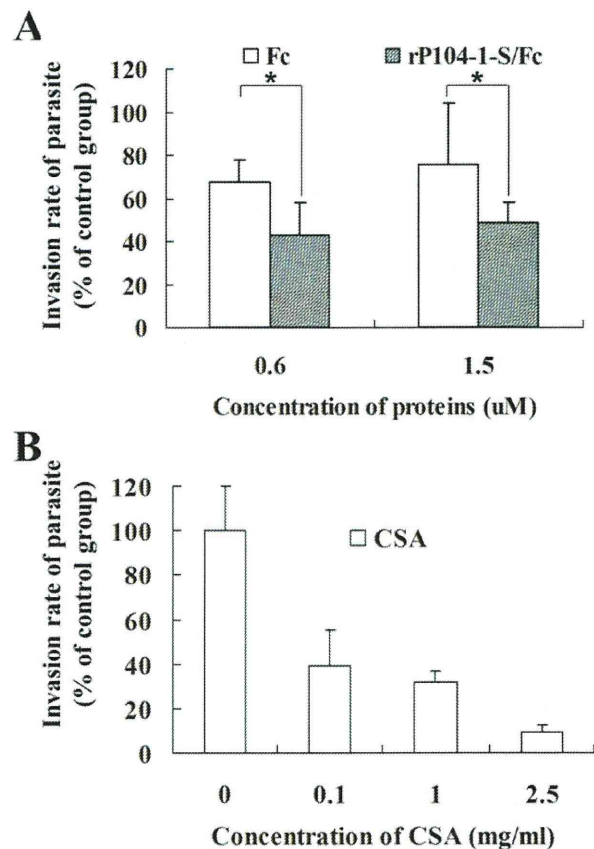 A
Fc rP104-1-S/Fc
* *
Invasion rate of parasite
(% of control group)
120
100
80
60
40
20
0
0.6 1.5
Concentration of proteins (uM)
B
Invasion rate of parasite
(% of control group)
120
100
80
60
40
20
0
CSA
0 0.1 1 2.5
Concentration of CSA (mg/ml)